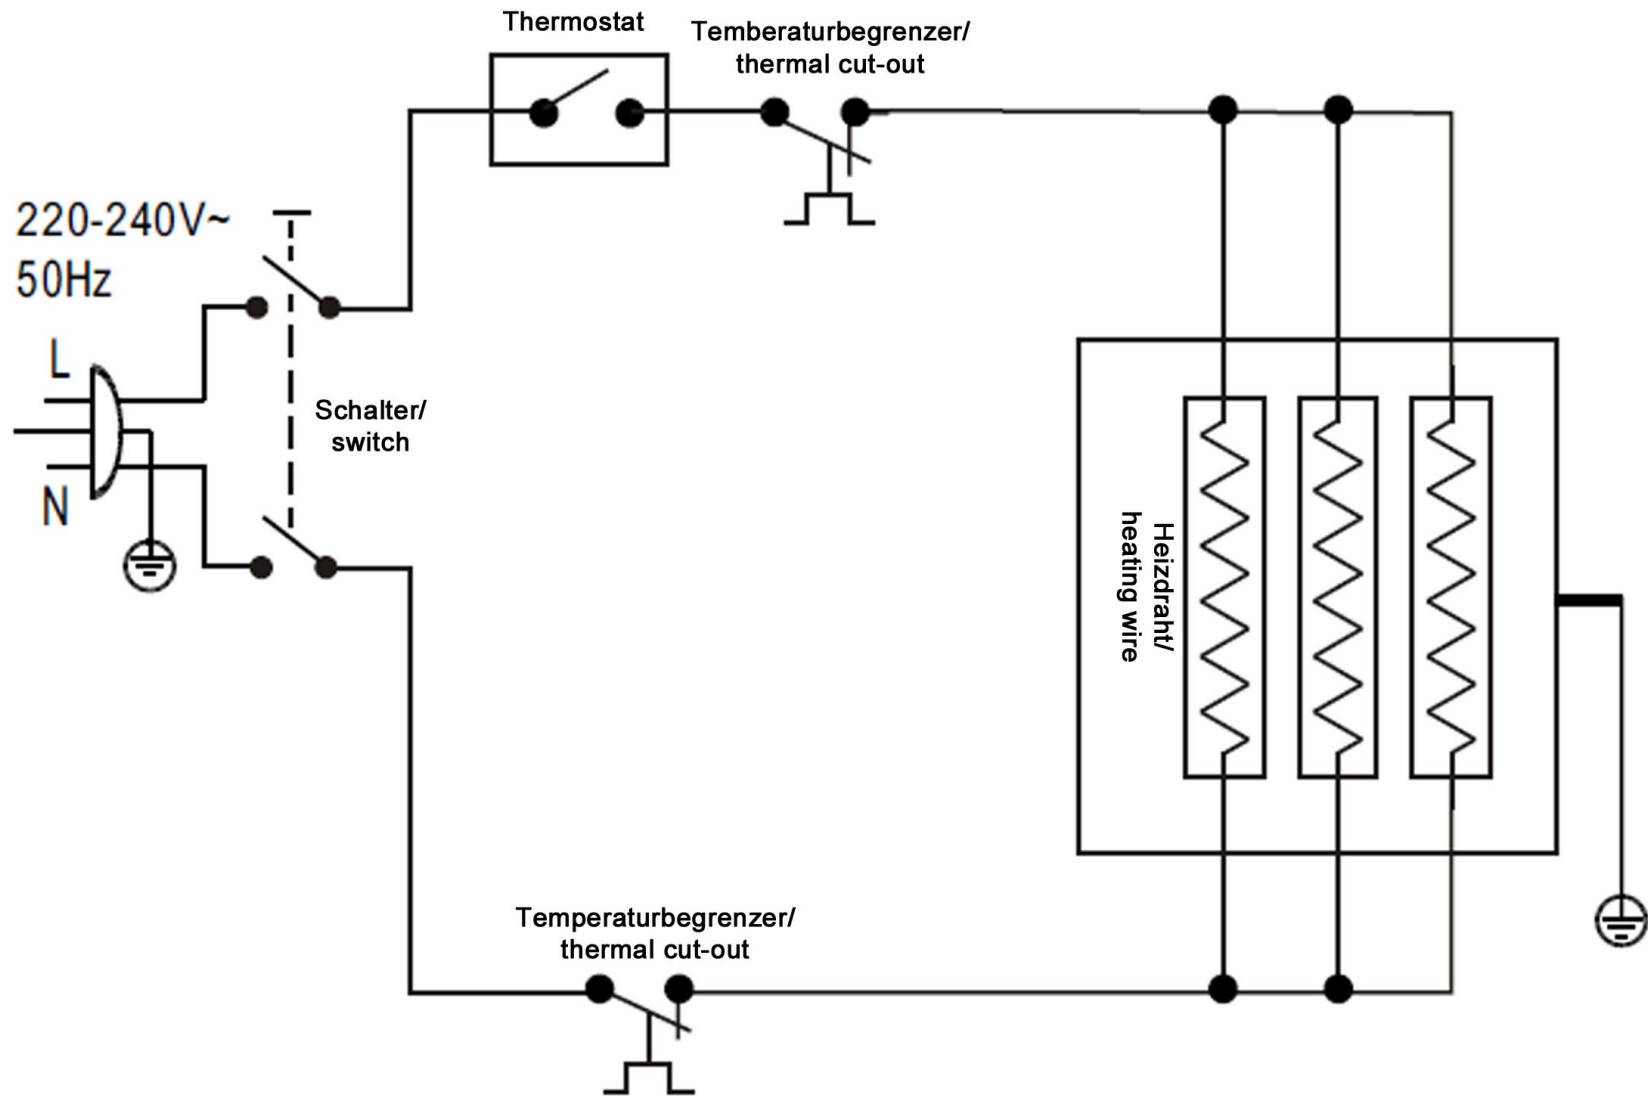 Thermostat
Temberaturbegrenzer/
thermal cut-out
220-240V~
50Hz
L
Schalter/
switch
N
Heizdraht/
heating wire
Temperaturbegrenzer/
thermal cut-out